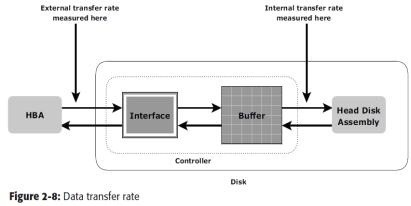 External transfer rate
measured here
Internal transfer rate
measured here
HBA
Interface
Buffer
Head Disk
Assembly
Controller
Disk
Figure 2-8: Data transfer rate